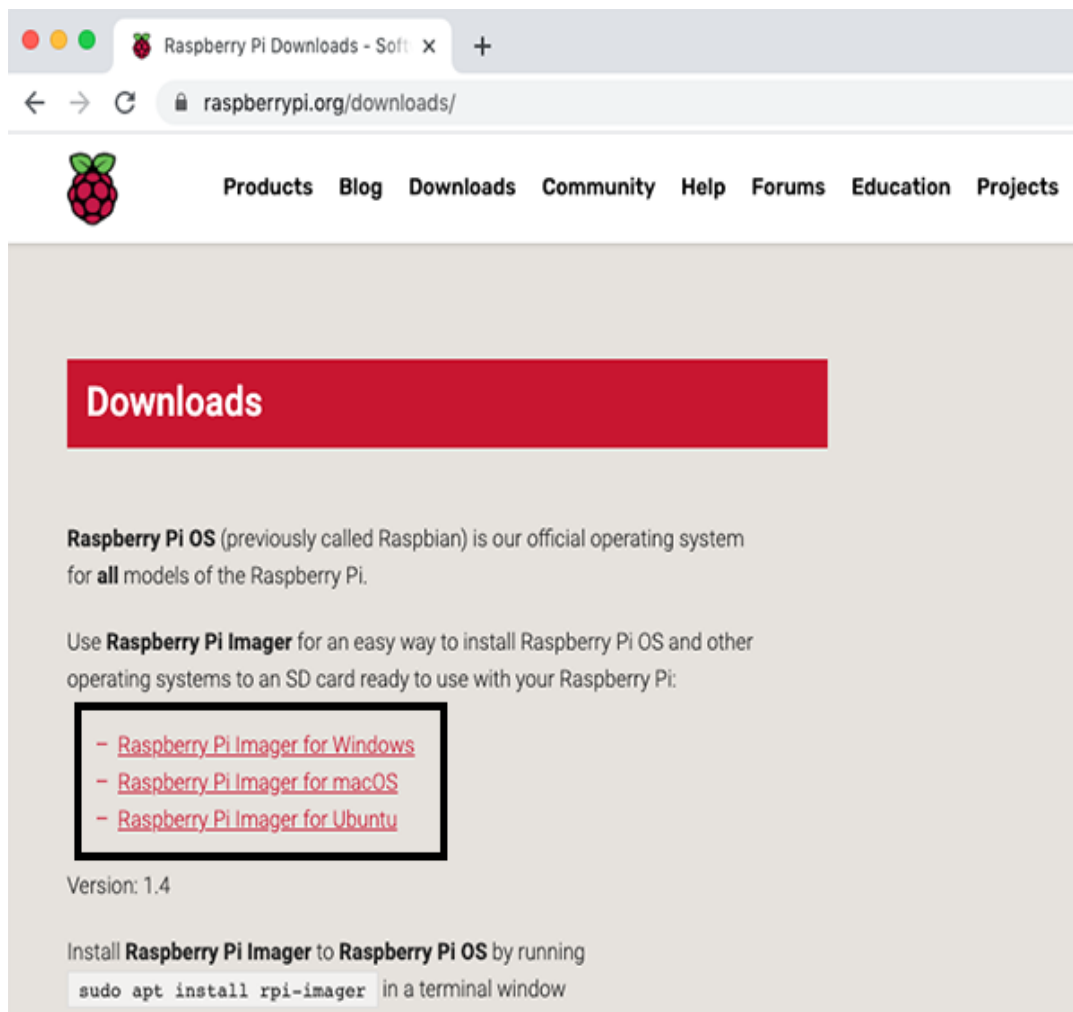 Raspberry Pi Downloads - Soft
raspberrypi.org/downloads/
Products Blog Downloads Community Help Forums Education Projects
Downloads
Raspberry Pi OS (previously called Raspbian) is our official operating system
for all models of the Raspberry Pi.
Use Raspberry Pi Imager for an easy way to install Raspberry Pi OS and other
operating systems to an SD card ready to use with your Raspberry Pi:
– Raspberry Pi Imager for Windows
– Raspberry Pi Imager for macOS
– Raspberry Pi Imager for Ubuntu
Version: 1.4
Install Raspberry Pi Imager to Raspberry Pi OS by running
sudo apt install rpi-imager in a terminal window